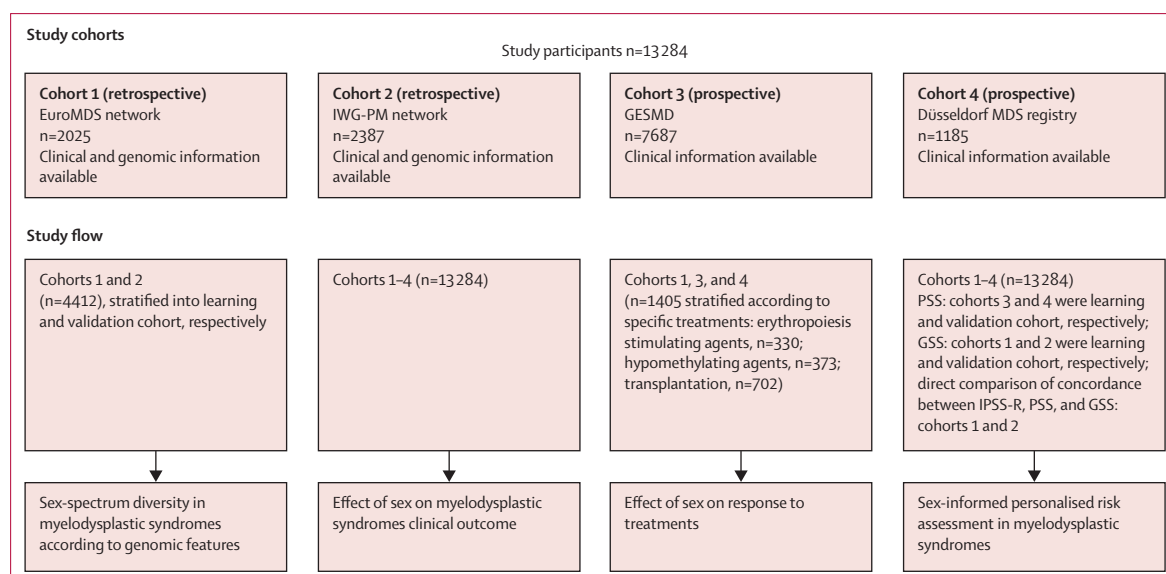 Study cohorts
Study participants n=13284
Cohort 1 (retrospective)
EuroMDS network
n=2025
Clinical and genomic information
available
Cohort 2 (retrospective)
IWG-PM network
n=2387
Clinical and genomic information
available
Cohort 3 (prospective)
GESMD
n=7687
Clinical information available
Cohort 4 (prospective)
Düsseldorf MDS registry
n=1185
Clinical information available
Study flow
Cohorts 1 and 2
(n=4412), stratified into learning
and validation cohort, respectively
Cohorts 1–4 (n=13284)
Cohorts 1, 3, and 4
(n=1405 stratified according to
specific treatments: erythropoiesis
stimulating agents, n=330;
hypomethylating agents, n=373;
transplantation, n=702)
Cohorts 1–4 (n=13284)
PSS: cohorts 3 and 4 were learning
and validation cohort, respectively;
GSS: cohorts 1 and 2 were learning
and validation cohort, respectively;
direct comparison of concordance
between IPSS-R, PSS, and GSS:
cohorts 1 and 2
Sex-spectrum diversity in
myelodysplastic syndromes
according to genomic features
Effect of sex on myelodysplastic
syndromes clinical outcome
Effect of sex on response to
treatments
Sex-informed personalised risk
assessment in myelodysplastic
syndromes